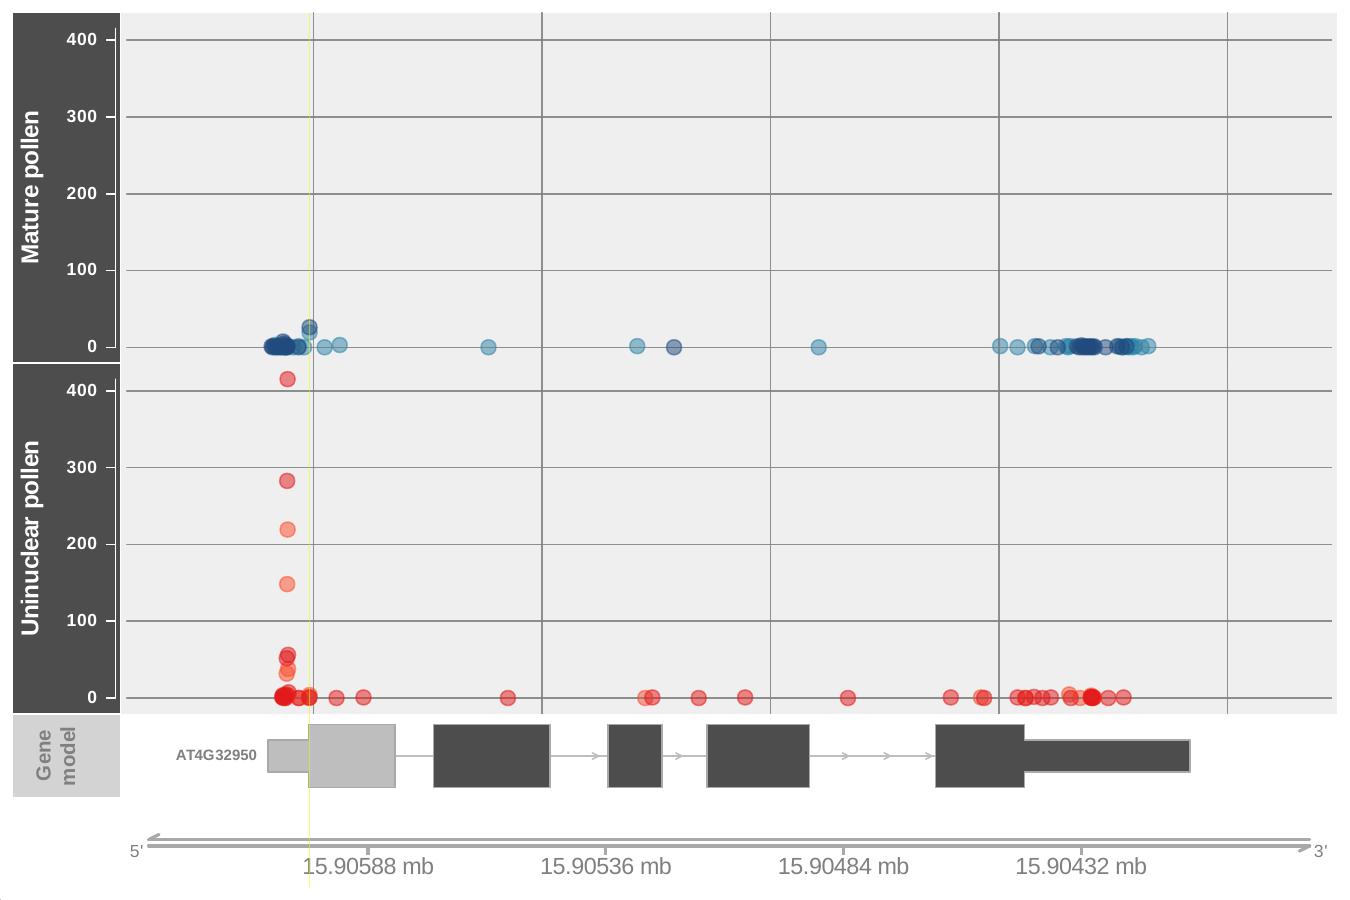 Mature pollen
400
300
200
100
0
Uninuclear pollen
400
300
200
100
0
Gene
model
AT4G32950
5'
3'
15.90588 mb
15.90536 mb
15.90484 mb
15.90432 mb